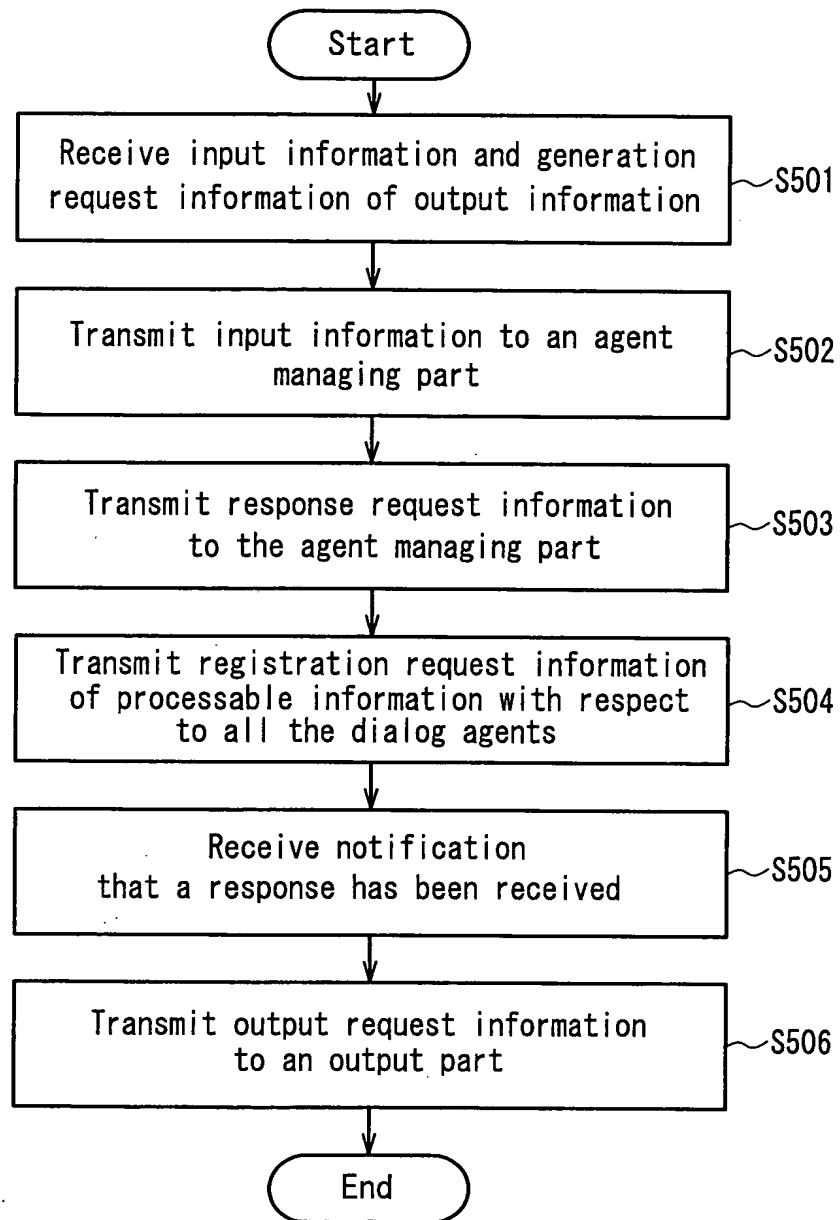 Start
Receive input information and generation
request information of output information
S501
Transmit input information to an agent
managing part
S502
Transmit response request information
to the agent managing part
S503
Transmit registration request information
of processable information with respect
to all the dialog agents
S504
Receive notification
that a response has been received
S505
Transmit output request information
to an output part
S506
End